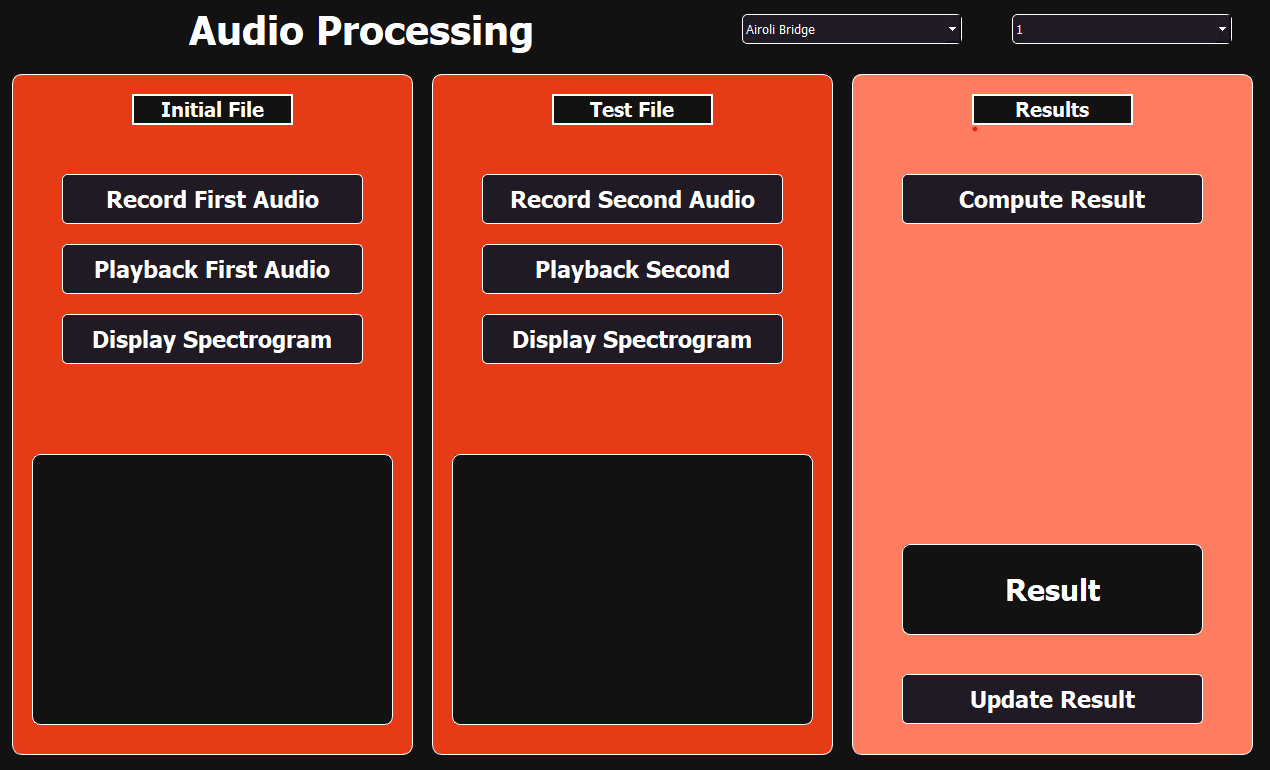 Audio Processing
Airoli Bridge
1
Initial File
Record First Audio
Playback First Audio
Display Spectrogram
Test File
Record Second Audio
Playback Second
Display Spectrogram
Results
Compute Result
Result
Update Result